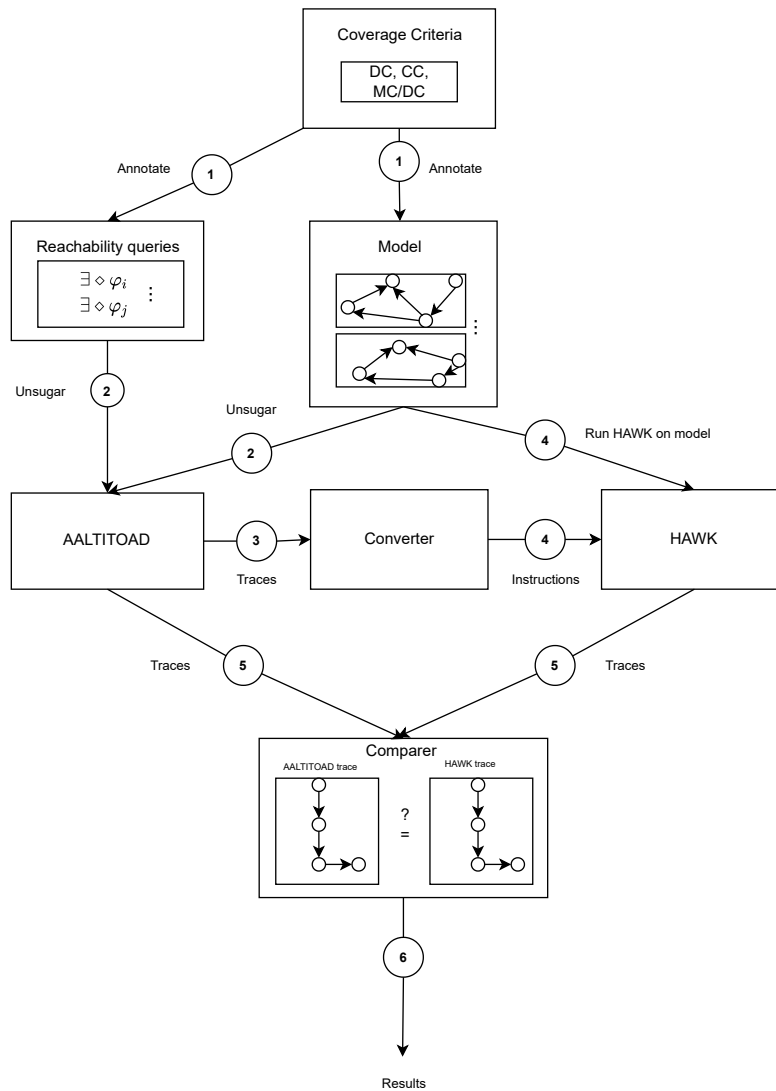 Coverage Criteria
DC, CC,
MC/DC
Annotate
1
1
Annotate
Reachability queries
∃ ⋄ φᵢ
∃ ⋄ φⱼ
⋮
Model
⋮
Unsugar
2
Unsugar
2
4
Run HAWK on model
AALTITOAD
3
Traces
Converter
4
Instructions
HAWK
Traces
5
5
Traces
Comparer
AALTITOAD trace
HAWK trace
?
=
6
Results